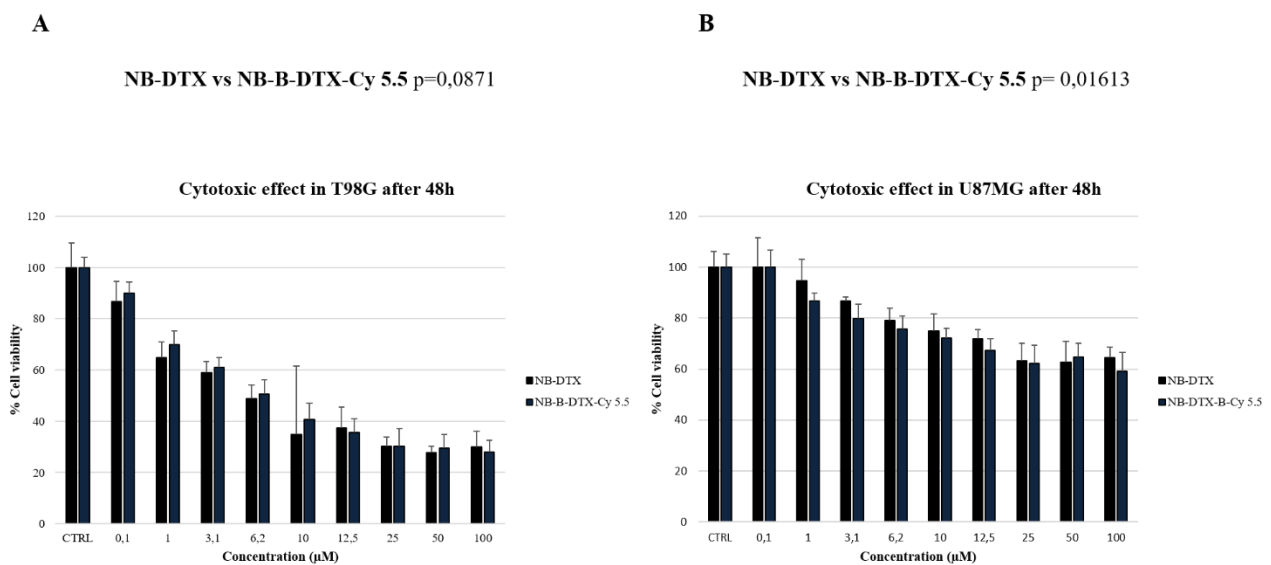 A
NB-DTX vs NB-B-DTX-Cy 5.5 p=0,0871
Cytotoxic effect in T98G after 48h
120
100
80
60
40
20
0
% Cell viability
CTRL 0,1 1 3,1 6,2 10 12,5 25 50 100
Concentration (µM)
NB-DTX
NB-B-DTX-Cy 5.5
B
NB-DTX vs NB-B-DTX-Cy 5.5 p= 0,01613
Cytotoxic effect in U87MG after 48h
120
100
80
60
40
20
0
% Cell viability
CTRL 0,1 1 3,1 6,2 10 12,5 25 50 100
Concentration (µM)
NB-DTX
NB-DTX-B-Cy 5.5